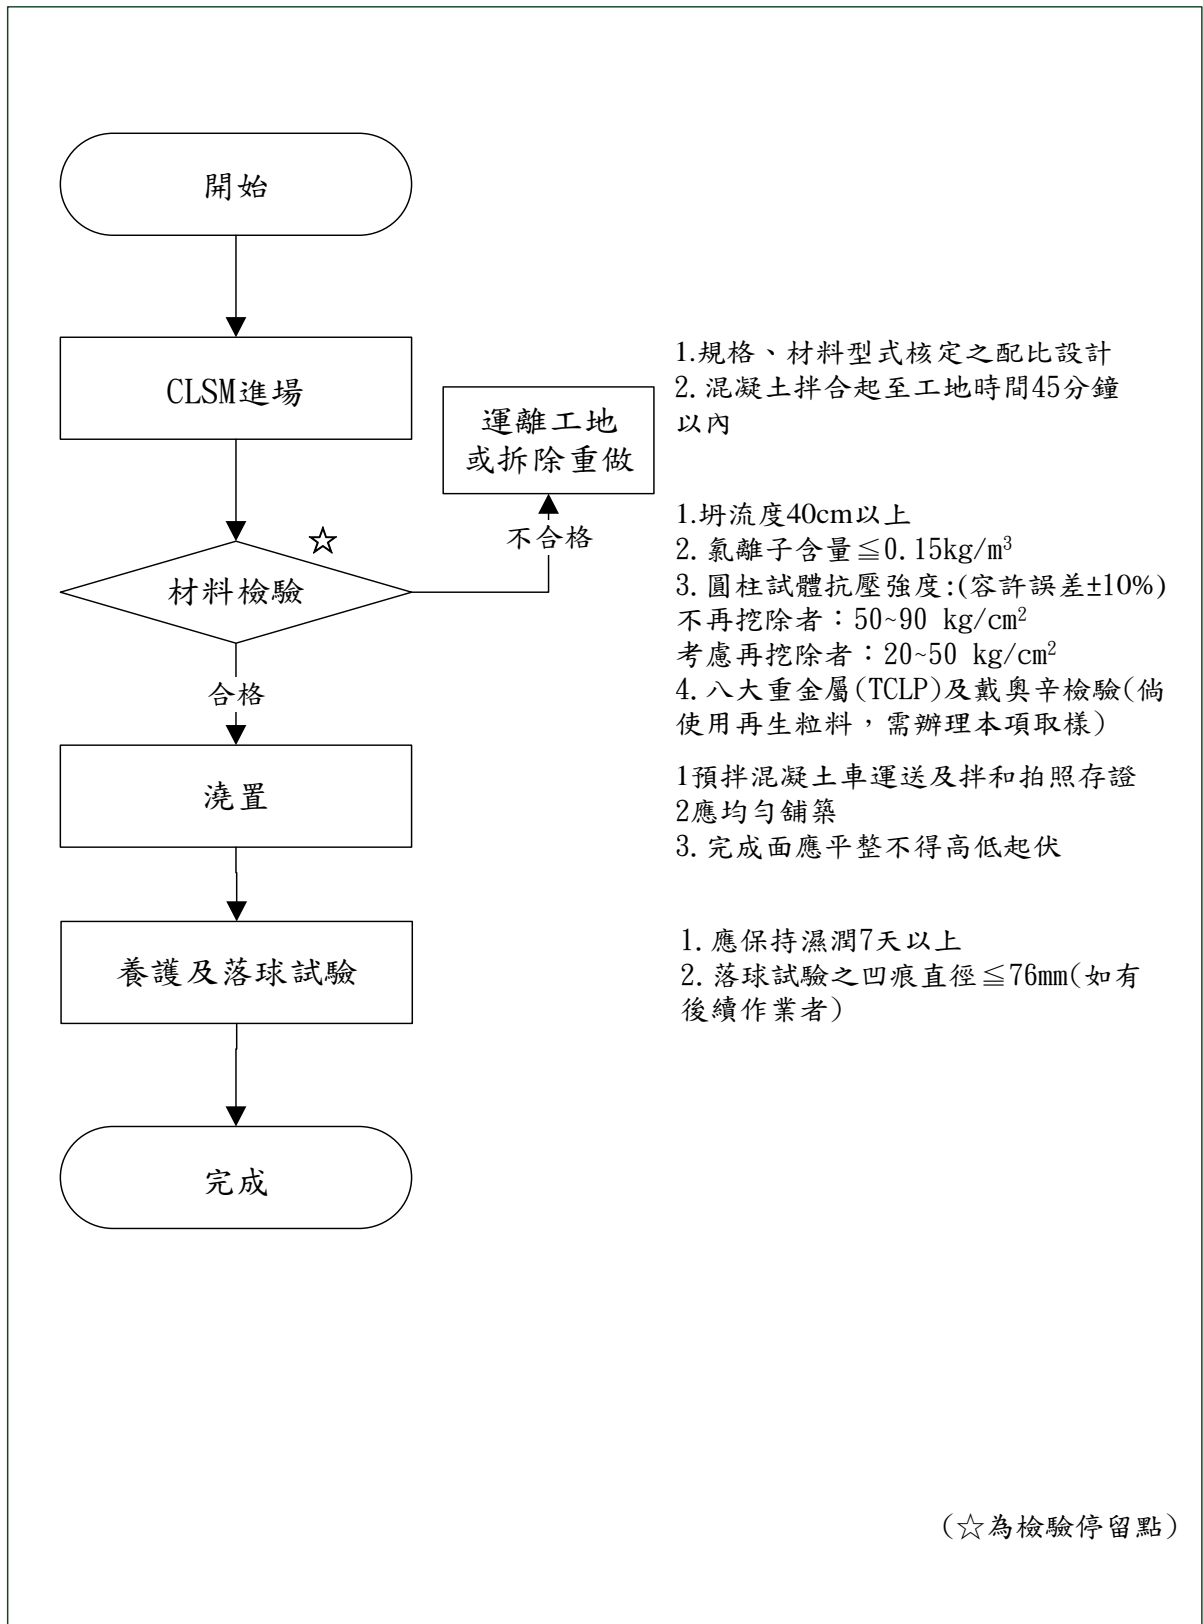 開始
CLSM進場
1.規格、材料型式核定之配比設計
2.混凝土拌合起至工地時間45分鐘
以內
運離工地
或拆除重做
不合格
☆
材料檢驗
1.坍流度40cm以上
2.氯離子含量≦0.15kg/m³
3.圓柱試體抗壓強度:(容許誤差±10%)
不再挖除者：50~90 kg/cm²
考慮再挖除者：20~50 kg/cm²
4.八大重金屬(TCLP)及戴奧辛檢驗(倘
使用再生粒料，需辦理本項取樣)
合格
澆置
1預拌混凝土車運送及拌和拍照存證
2應均勻舖築
3.完成面應平整不得高低起伏
養護及落球試驗
1.應保持濕潤7天以上
2.落球試驗之凹痕直徑≦76mm(如有
後續作業者)
完成
(☆為檢驗停留點)